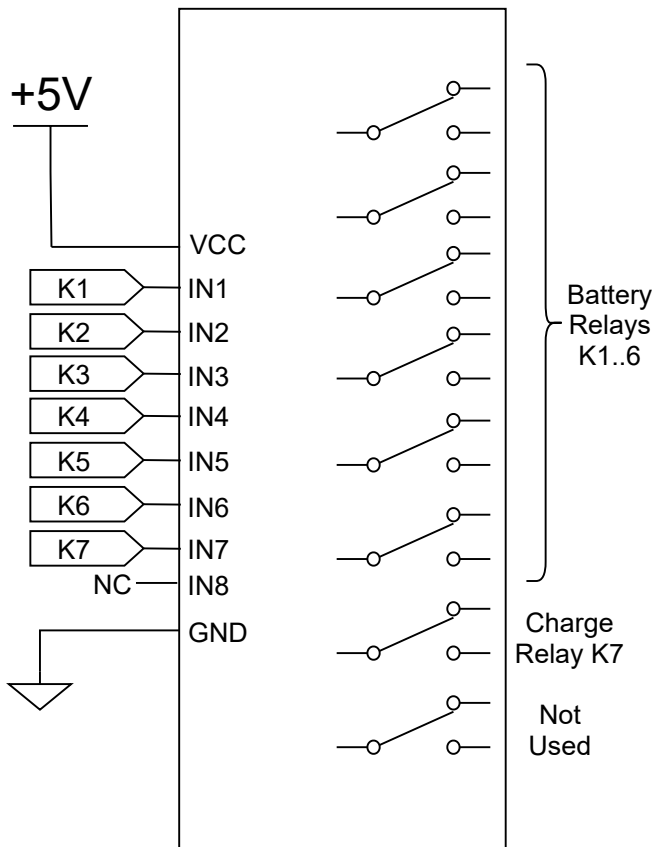 +5V
VCC
K1
IN1
K2
IN2
K3
IN3
K4
IN4
K5
IN5
K6
IN6
K7
IN7
NC
IN8
GND
Battery
Relays
K1..6
Charge
Relay K7
Not
Used